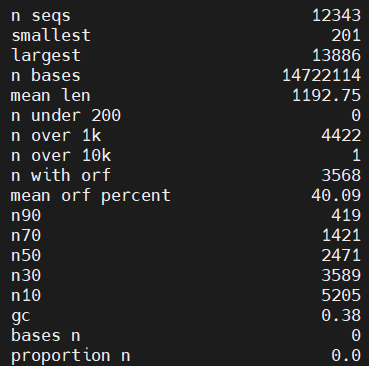 n seqs 12343
smallest 201
largest 13886
n bases 14722114
mean len 1192.75
n under 200 0
n over 1k 4422
n over 10k 1
n with orf 3568
mean orf percent 40.09
n90 419
n70 1421
n50 2471
n30 3589
n10 5205
gc 0.38
bases n 0
proportion n 0.0